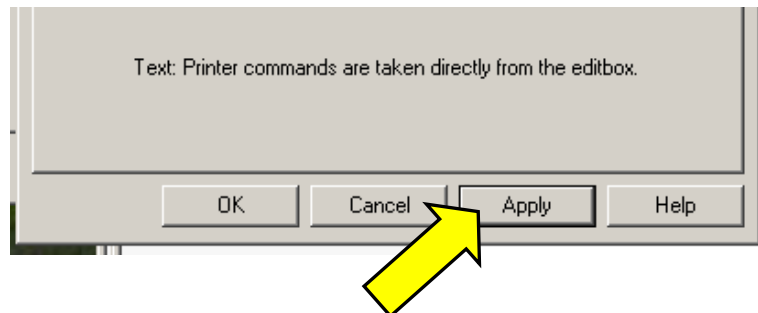 Text: Printer commands are taken directly from the editbox.
OK Cancel Apply Help